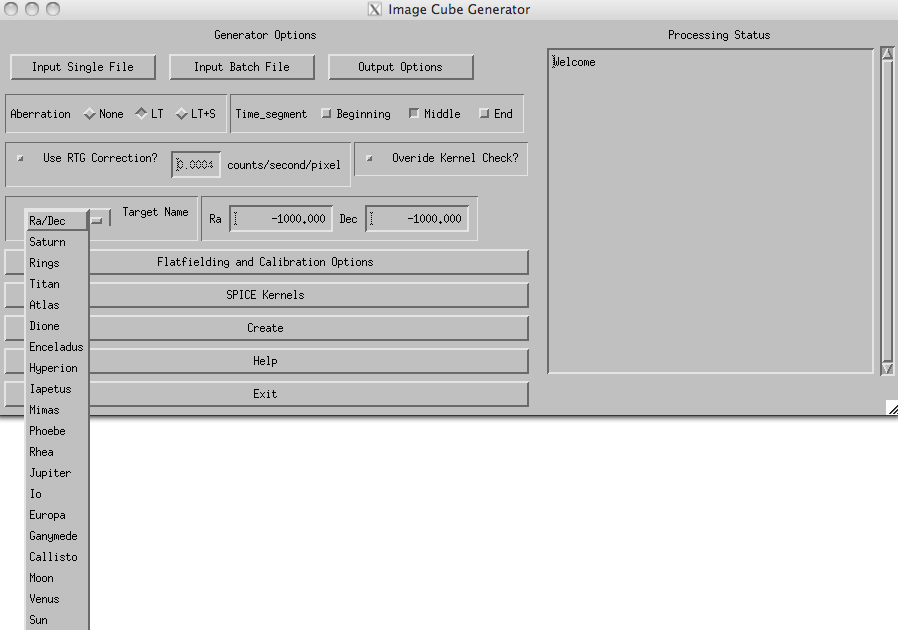 Image Cube Generator
Generator Options
Processing Status
Input Single File
Input Batch File
Output Options
Welcome
Aberration None LT LT+S
Time_segment Beginning Middle End
Use RTG Correction? 0.0004 counts/second/pixel
Overide Kernel Check?
Target Name
Ra -1000.000 Dec -1000.000
Ra/Dec
Saturn
Rings
Titan
Atlas
Dione
Enceladus
Hyperion
Iapetus
Mimas
Phoebe
Rhea
Jupiter
Io
Europa
Ganymede
Callisto
Moon
Venus
Sun
Flatfielding and Calibration Options
SPICE Kernels
Create
Help
Exit